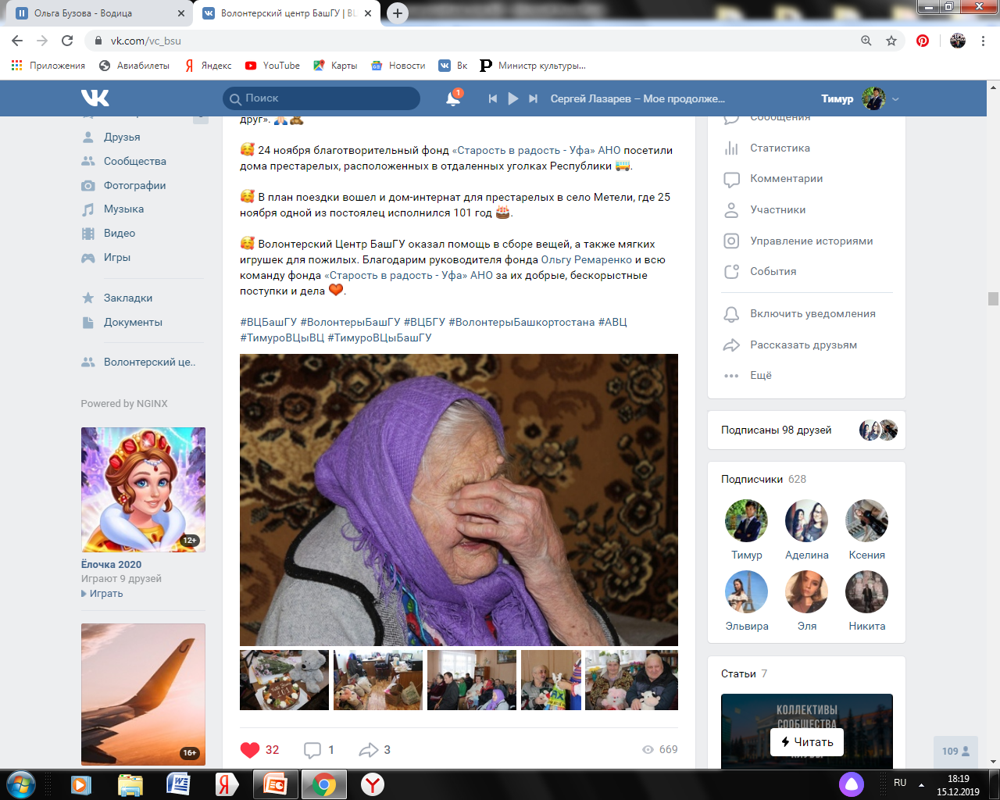 Ольга Бузова - Водица
Волонтерский центр БашГУ | ВЦ
vk.com/vc_bsu
Приложения
Авиабилеты
Яндекс
YouTube
Карты
Новости
Вк
Министр культуры...
Поиск
1
Сергей Лазарев – Мое продолже...
Тимур
Друзья
Сообщества
Фотографии
Музыка
Видео
Игры
Закладки
Документы
Волонтерский це..
Powered by NGINX
12+
Ёлочка 2020
Играют 9 друзей
Играть
16+
друг».
24 ноября благотворительный фонд «Старость в радость - Уфа» АНО посетили
дома престарелых, расположенных в отдаленных уголках Республики .
В план поездки вошел и дом-интернат для престарелых в село Метели, где 25
ноября одной из постоялец исполнился 101 год .
Волонтерский Центр БашГУ оказал помощь в сборе вещей, а также мягких
игрушек для пожилых. Благодарим руководителя фонда Ольгу Ремаренко и всю
команду фонда «Старость в радость - Уфа» АНО за их добрые, бескорыстные
поступки и дела .
#ВЦБашГУ #ВолонтерыБашГУ #ВЦБГУ #ВолонтерыБашкортостана #АВЦ
#ТимуроВЦыВЦ #ТимуроВЦыБашГУ
32
1
3
669
Сообщения
Статистика
Комментарии
Участники
Управление историями
События
Включить уведомления
Рассказать друзьям
Ещё
Подписаны 98 друзей
Подписчики 628
Тимур
Аделина
Ксения
Эльвира
Эля
Никита
Статьи 7
КОЛЛЕКТИВЫ
СООБЩЕСТВА
Читать
109
RU
18:19
15.12.2019